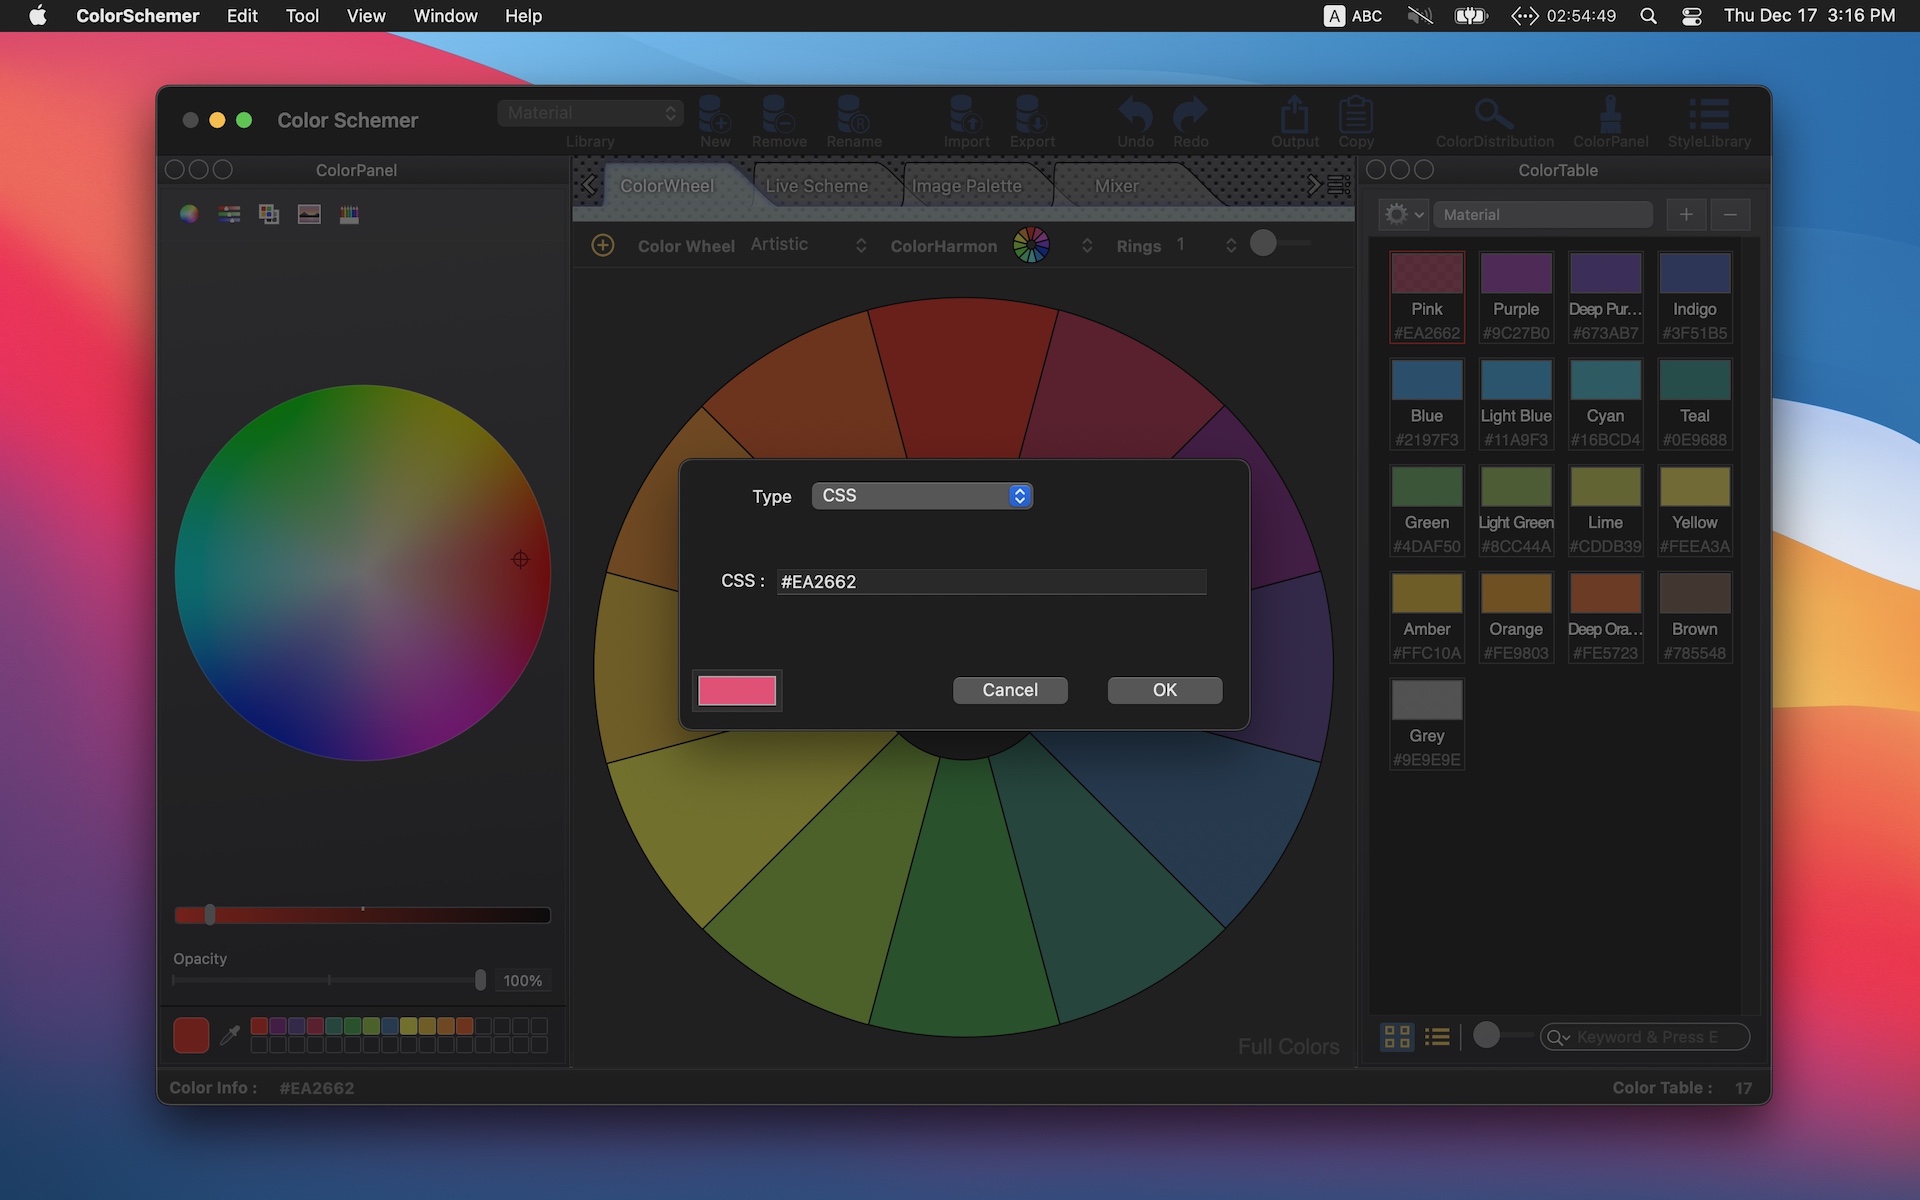 ColorSchemer Edit Tool View Window Help A ABC 02:54:49 Thu Dec 17 3:16 PM
Color Schemer Material
Library New Remove Rename Import Export Undo Redo Output Copy ColorDistribution ColorPanel StyleLibrary
ColorPanel
ColorWheel Live Scheme Image Palette Mixer
Color Wheel Artistic ColorHarmon Rings 1
Type CSS
CSS : #EA2662
Cancel OK
Full Colors
Opacity
100%
ColorTable
Material
Pink Purple Deep Pur... Indigo
#EA2662 #9C27B0 #673AB7 #3F51B5
Blue Light Blue Cyan Teal
#2197F3 #11A9F3 #16BCD4 #0E9688
Green Light Green Lime Yellow
#4DAF50 #8CC44A #CDDB39 #FEEA3A
Amber Orange Deep Ora... Brown
#FFC10A #FE9803 #FE5723 #785548
Grey
#9E9E9E
Keyword & Press E
Color Info : #EA2662
Color Table : 17